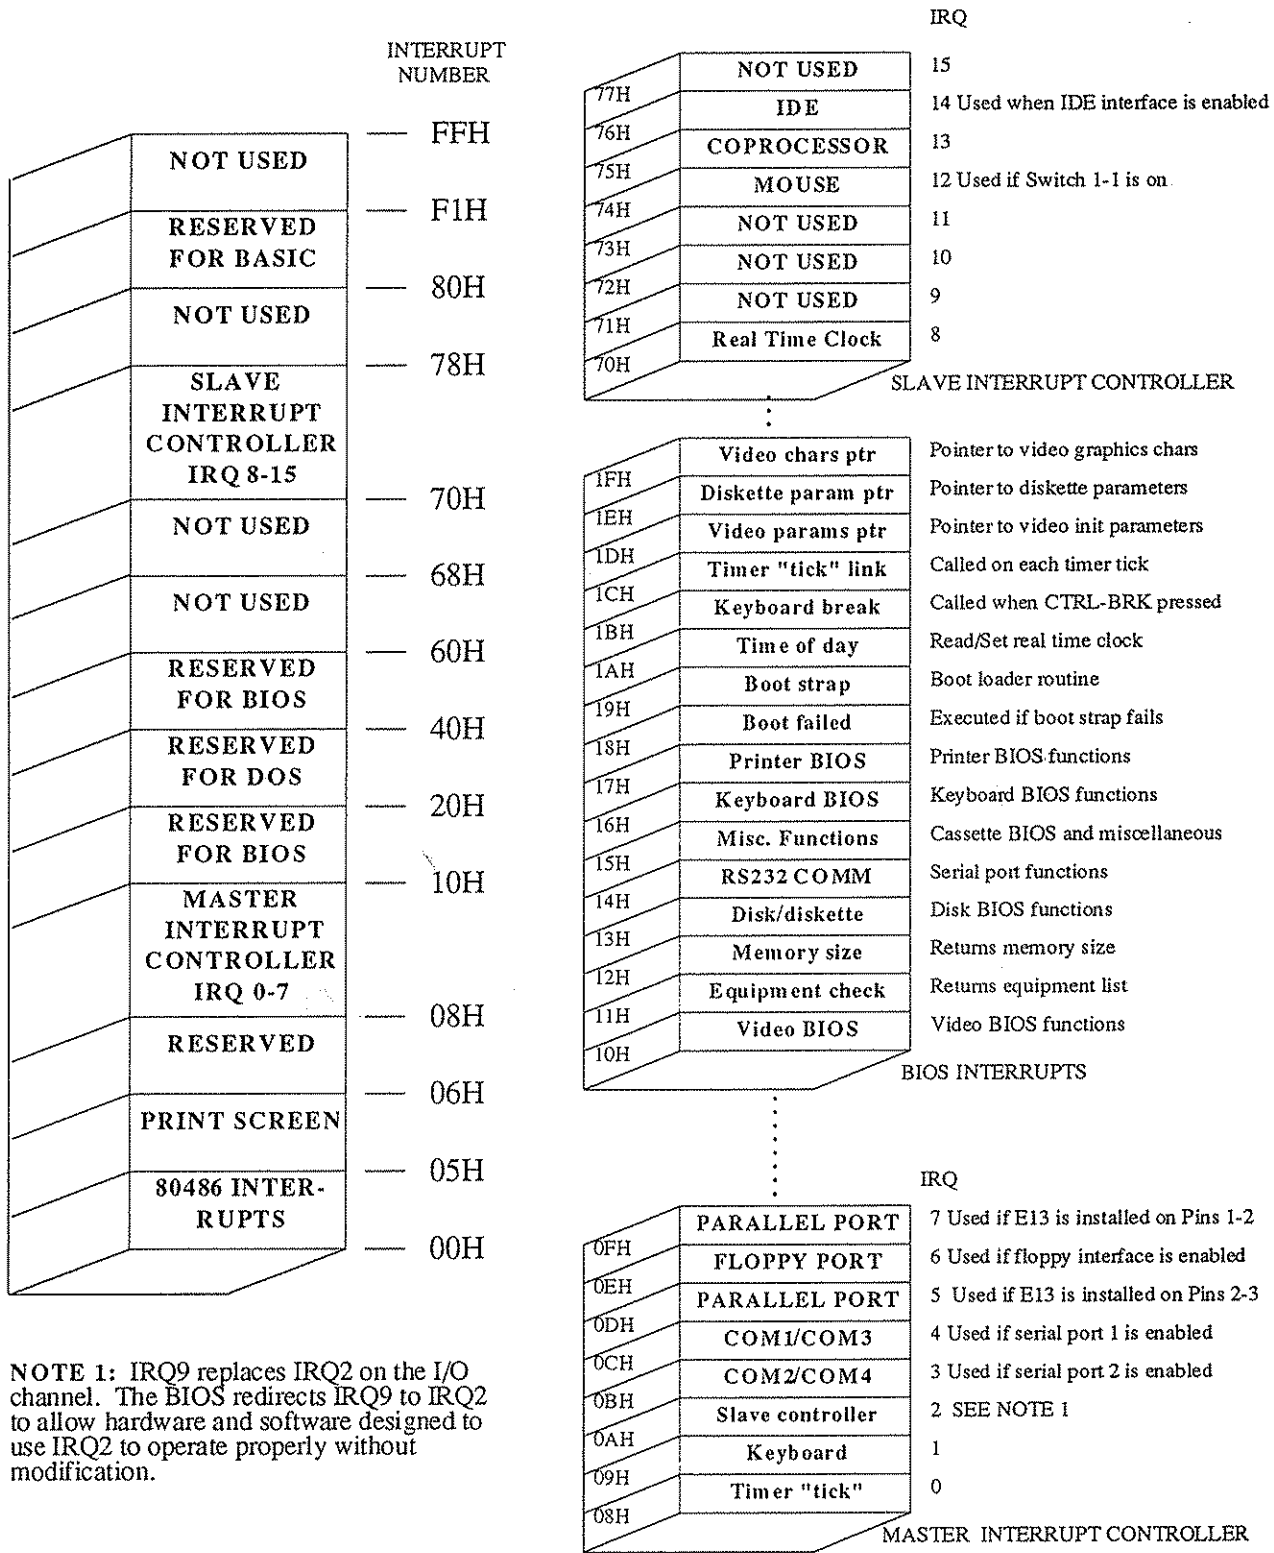 INTERRUPT
NUMBER
FFH
NOT USED
F1H
RESERVED
FOR BASIC
80H
NOT USED
78H
SLAVE
INTERRUPT
CONTROLLER
IRQ 8-15
70H
NOT USED
68H
NOT USED
60H
RESERVED
FOR BIOS
40H
RESERVED
FOR DOS
20H
RESERVED
FOR BIOS
10H
MASTER
INTERRUPT
CONTROLLER
IRQ 0-7
08H
RESERVED
06H
PRINT SCREEN
05H
80486 INTER-
RUPTS
00H
NOTE 1: IRQ9 replaces IRQ2 on the I/O
channel. The BIOS redirects IRQ9 to IRQ2
to allow hardware and software designed to
use IRQ2 to operate properly without
modification.
IRQ
77H NOT USED 15
76H IDE 14 Used when IDE interface is enabled
75H COPROCESSOR 13
74H MOUSE 12 Used if Switch 1-1 is on
73H NOT USED 11
72H NOT USED 10
71H NOT USED 9
70H Real Time Clock 8
SLAVE INTERRUPT CONTROLLER
1FH Video chars ptr Pointer to video graphics chars
1EH Diskette param ptr Pointer to diskette parameters
1DH Video params ptr Pointer to video init parameters
1CH Timer "tick" link Called on each timer tick
1BH Keyboard break Called when CTRL-BRK pressed
1AH Time of day Read/Set real time clock
19H Boot strap Boot loader routine
18H Boot failed Executed if boot strap fails
17H Printer BIOS Printer BIOS functions
16H Keyboard BIOS Keyboard BIOS functions
15H Misc. Functions Cassette BIOS and miscellaneous
14H RS232 COMM Serial port functions
13H Disk/diskette Disk BIOS functions
12H Memory size Returns memory size
11H Equipment check Returns equipment list
10H Video BIOS Video BIOS functions
BIOS INTERRUPTS
IRQ
0FH PARALLEL PORT 7 Used if E13 is installed on Pins 1-2
0EH FLOPPY PORT 6 Used if floppy interface is enabled
0DH PARALLEL PORT 5 Used if E13 is installed on Pins 2-3
0CH COM1/COM3 4 Used if serial port 1 is enabled
0BH COM2/COM4 3 Used if serial port 2 is enabled
0AH Slave controller 2 SEE NOTE 1
09H Keyboard 1
08H Timer "tick" 0
MASTER INTERRUPT CONTROLLER